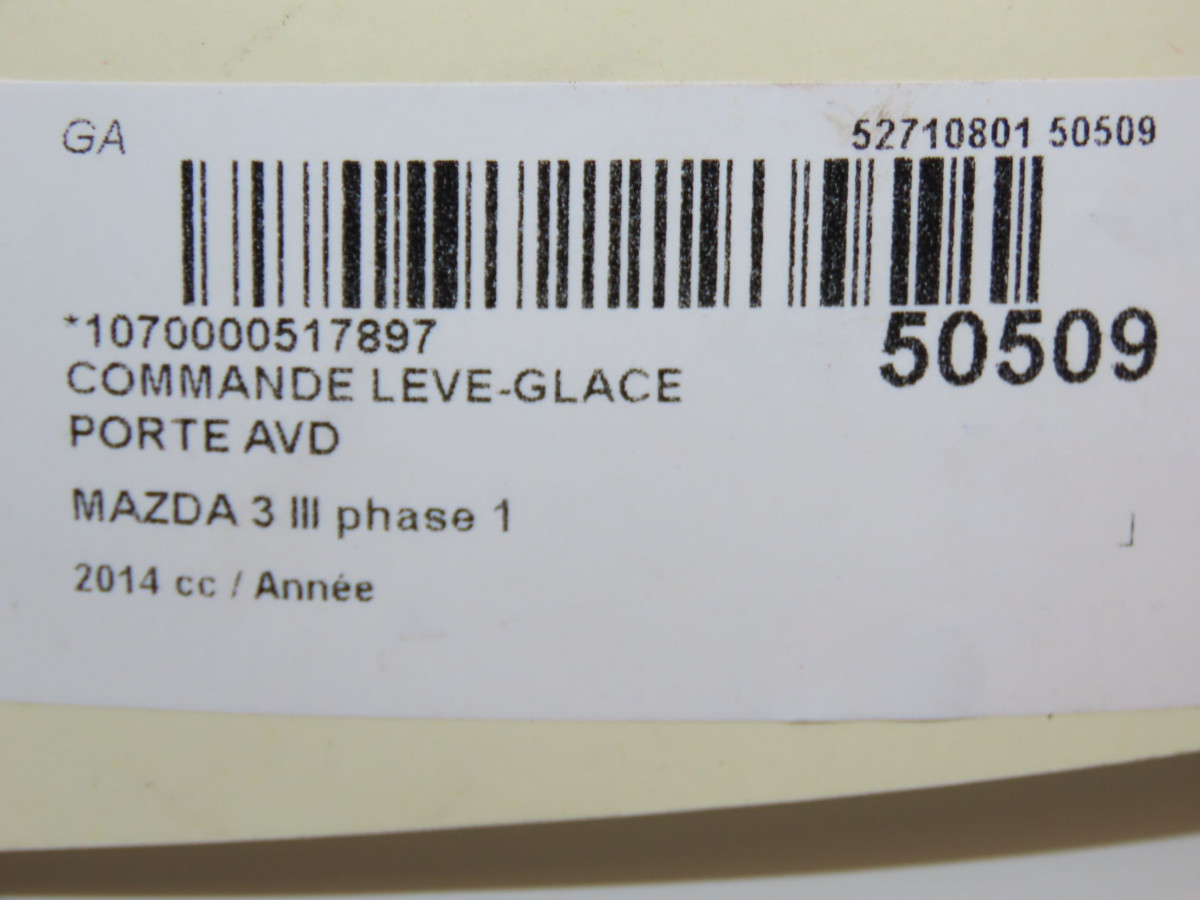 GA
52710801 50509
*1070000517897
50509
COMMANDE LEVE-GLACE
PORTE AVD
MAZDA 3 III phase 1
2014 cc / Année